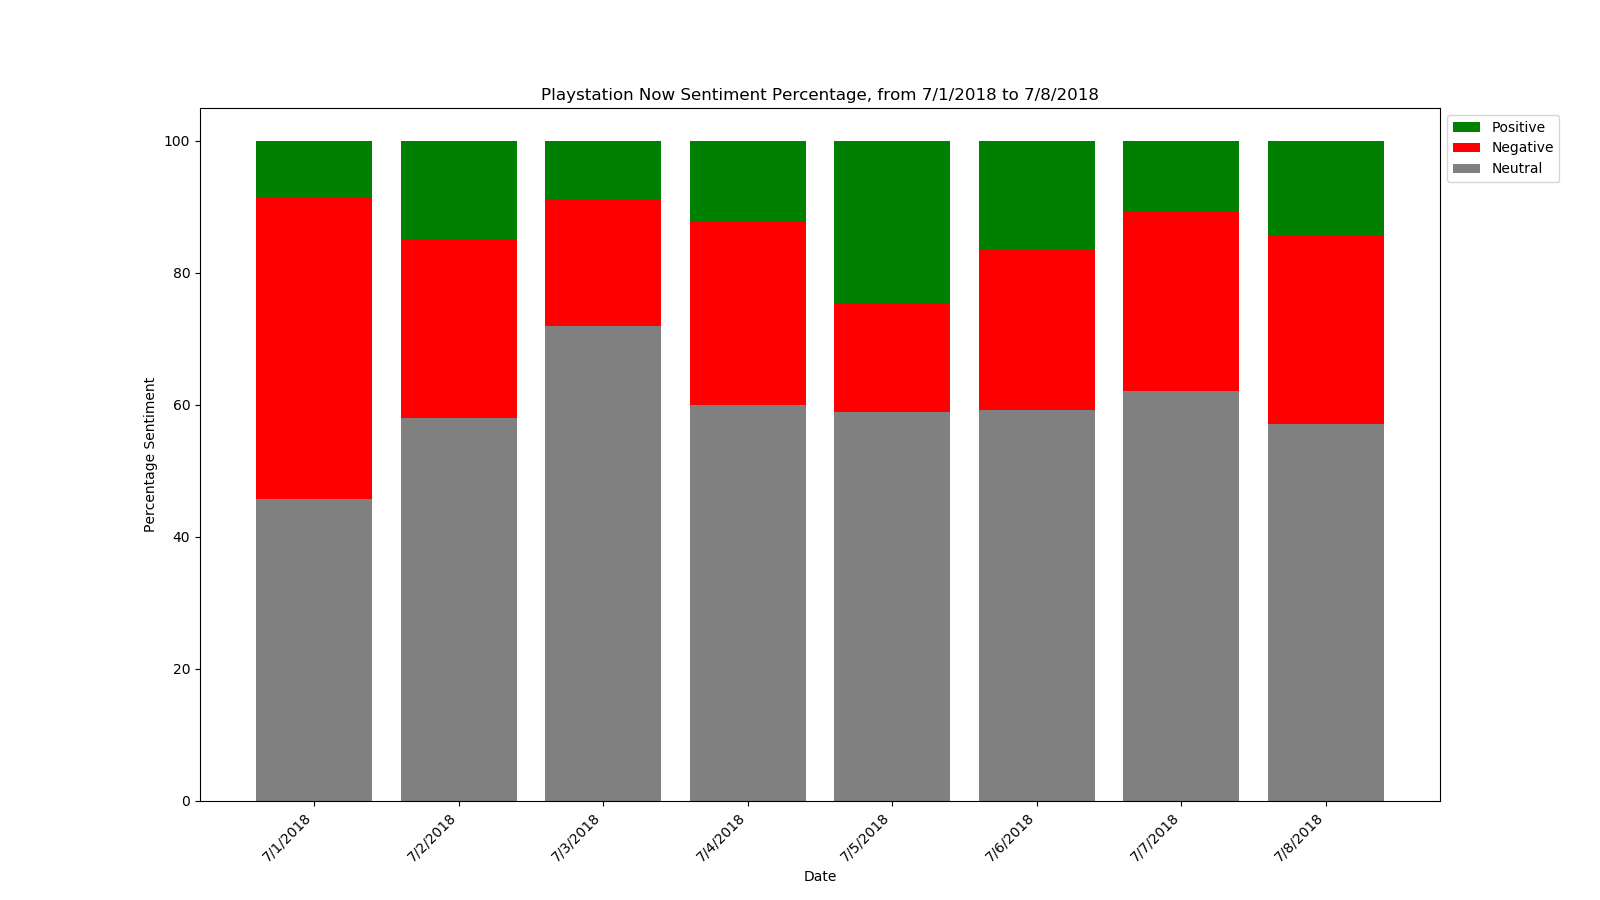 Playstation Now Sentiment Percentage, from 7/1/2018 to 7/8/2018
Positive
Negative
Neutral
Percentage Sentiment
100
80
60
40
20
0
7/1/2018
7/2/2018
7/3/2018
7/4/2018
7/5/2018
7/6/2018
7/7/2018
7/8/2018
Date